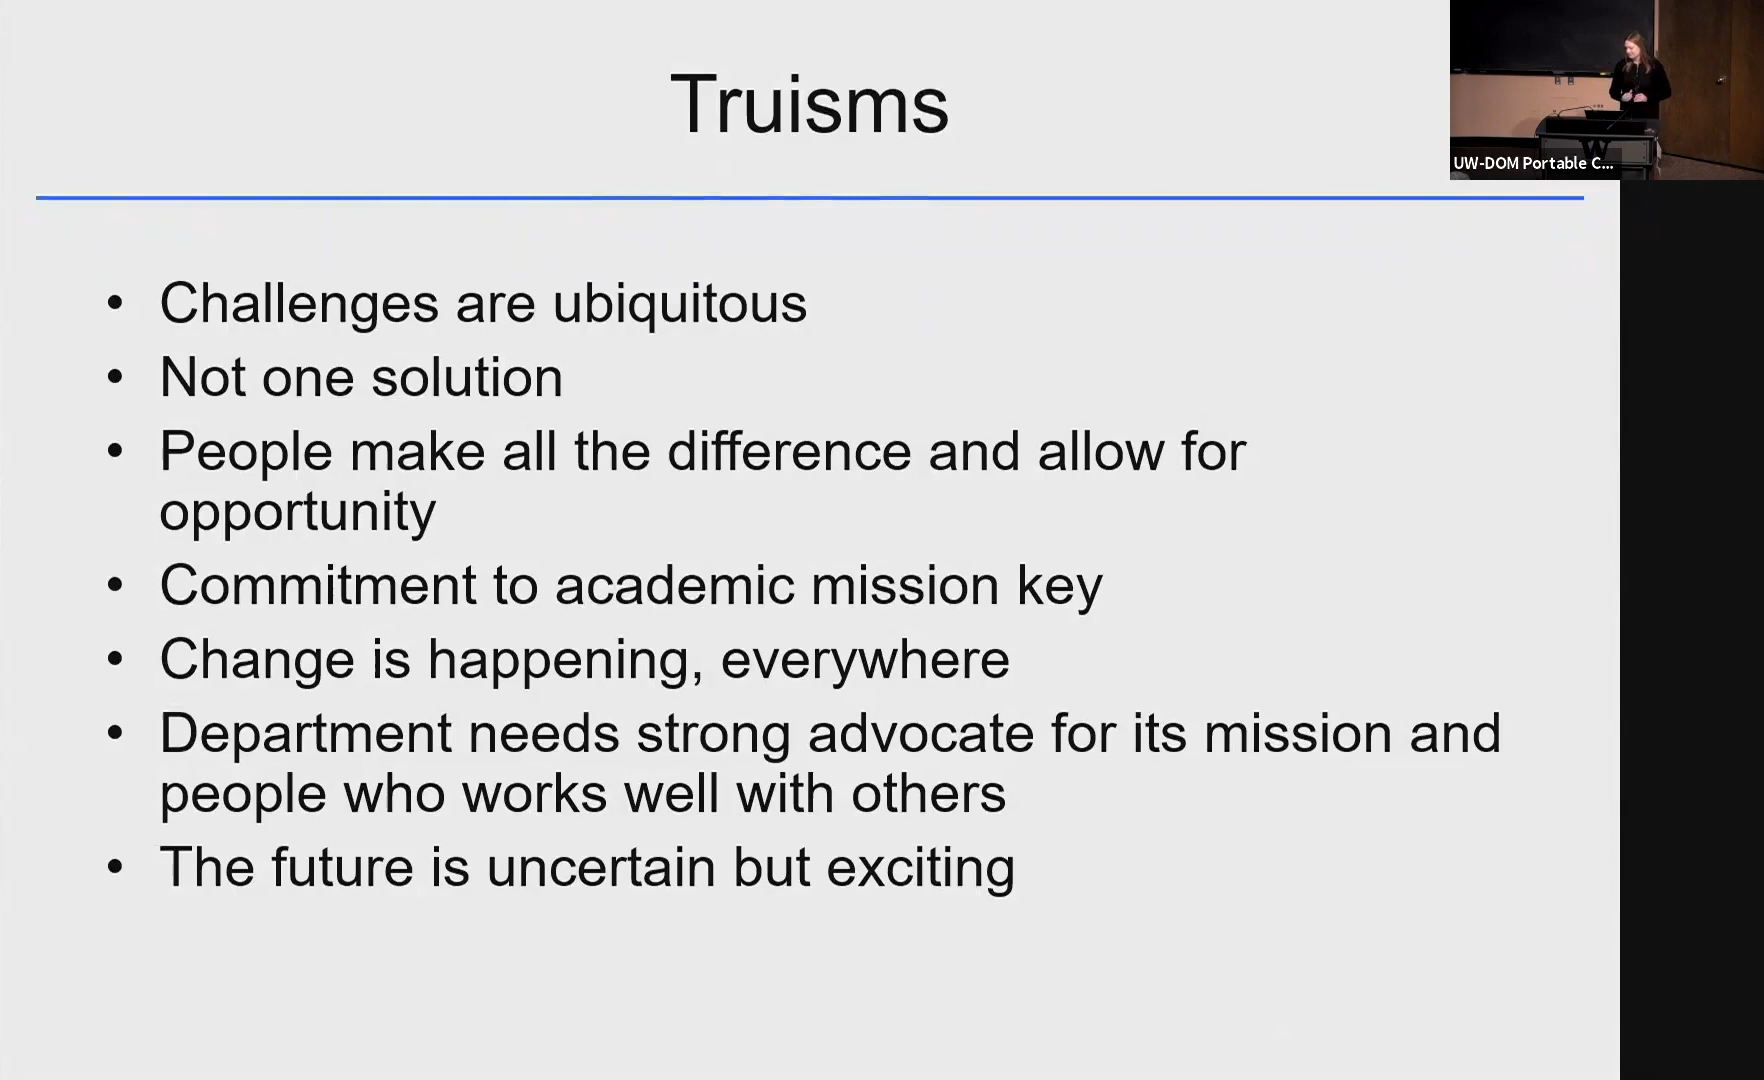 Truisms
UW-DOM Portable C...
• Challenges are ubiquitous
• Not one solution
• People make all the difference and allow for
opportunity
• Commitment to academic mission key
• Change is happening, everywhere
• Department needs strong advocate for its mission and
people who works well with others
• The future is uncertain but exciting